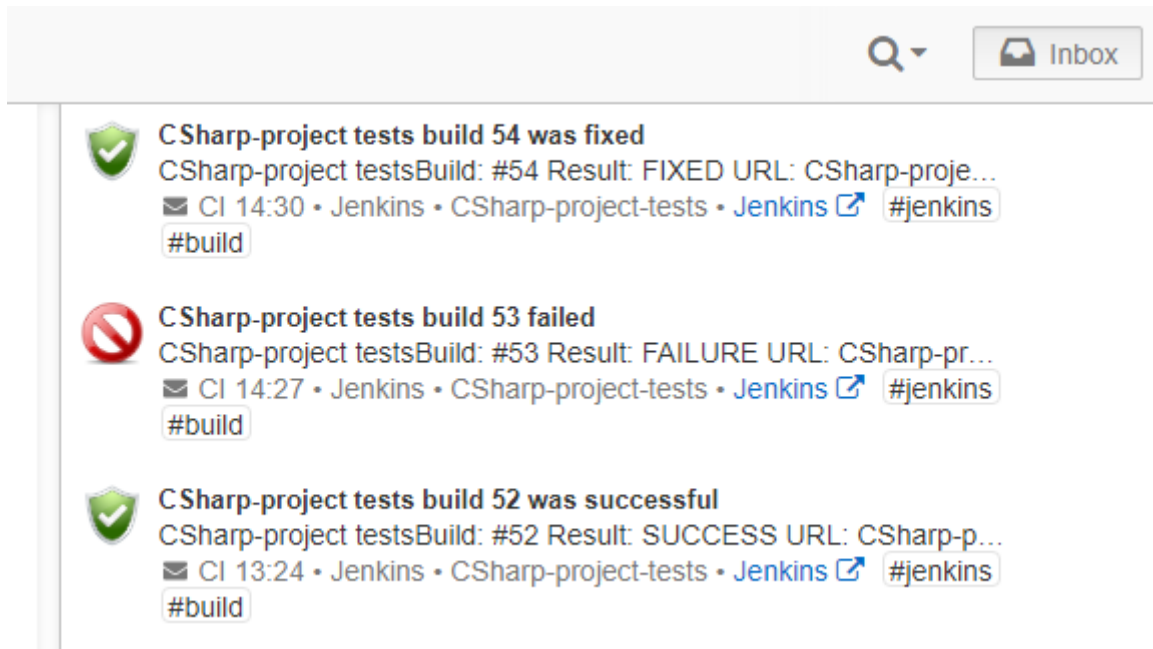 Inbox
CSharp-project tests build 54 was fixed
CSharp-project testsBuild: #54 Result: FIXED URL: CSharp-proje...
CI 14:30 • Jenkins • CSharp-project-tests • Jenkins #jenkins
#build
CSharp-project tests build 53 failed
CSharp-project testsBuild: #53 Result: FAILURE URL: CSharp-pr...
CI 14:27 • Jenkins • CSharp-project-tests • Jenkins #jenkins
#build
CSharp-project tests build 52 was successful
CSharp-project testsBuild: #52 Result: SUCCESS URL: CSharp-p...
CI 13:24 • Jenkins • CSharp-project-tests • Jenkins #jenkins
#build